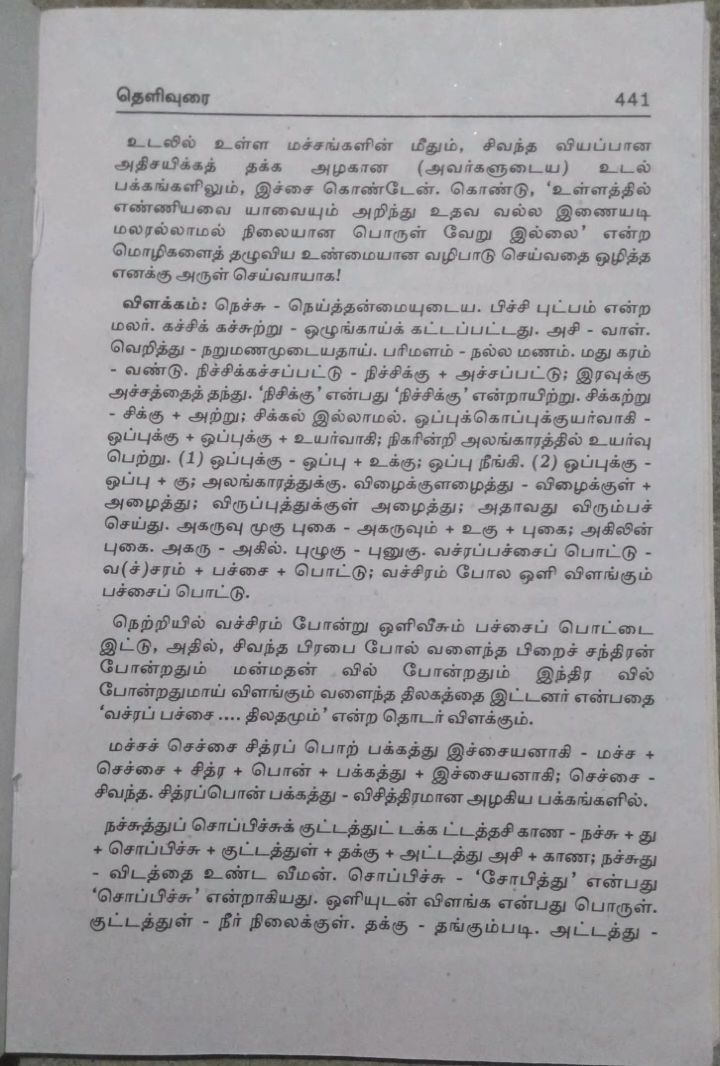 தெளிவுரை 441
உடலில் உள்ள மச்சங்களின் மீதும், சிவந்த வியப்பான
அதிசயிக்கத் தக்க அழகான (அவர்களுடைய) உடல்
பக்கங்களிலும், இச்சை கொண்டேன். கொண்டு, ‘உள்ளத்தில்
எண்ணியவை யாவையும் அறிந்து உதவ வல்ல இணையடி
மலரல்லாமல் நிலையான பொருள் வேறு இல்லை’ என்ற
மொழிகளைத் தழுவிய உண்மையான வழிபாடு செய்வதை ஒழித்த
எனக்கு அருள் செய்வாயாக!
விளக்கம்: நெச்சு - நெய்த்தன்மையுடைய. பிச்சி புட்பம் என்ற
மலர். கச்சிக் கச்சுற்று - ஒழுங்காய்க் கட்டப்பட்டது. அசி - வாள்.
வெறித்து - நறுமணமுடையதாய். பரிமளம் - நல்ல மணம். மது கரம்
- வண்டு. நிச்சிக்கச்சப்பட்டு - நிச்சிக்கு + அச்சப்பட்டு; இரவுக்கு
அச்சத்தைத் தந்து. ‘நிசிக்கு’ என்பது ‘நிச்சிக்கு’ என்றாயிற்று. சிக்கற்று
- சிக்கு + அற்று; சிக்கல் இல்லாமல். ஒப்புக்கொப்புக்குயர்வாகி -
ஒப்புக்கு + ஒப்புக்கு + உயர்வாகி; நிகரின்றி அலங்காரத்தில் உயர்வு
பெற்று. (1) ஒப்புக்கு - ஒப்பு + உக்கு; ஒப்பு நீங்கி. (2) ஒப்புக்கு -
ஒப்பு + கு; அலங்காரத்துக்கு. விழைக்குளழைத்து - விழைக்குள் +
அழைத்து; விருப்புத்துக்குள் அழைத்து; அதாவது விரும்பச்
செய்து. அகருவு முகு புகை - அகருவும் + உகு + புகை; அகிலின்
புகை. அகரு - அகில். புழுகு - புனுகு. வச்ரப்பச்சைப் பொட்டு -
வ(ச்)சரம் + பச்சை + பொட்டு; வச்சிரம் போல ஒளி விளங்கும்
பச்சைப் பொட்டு.
நெற்றியில் வச்சிரம் போன்று ஒளிவீசும் பச்சைப் பொட்டை
இட்டு, அதில், சிவந்த பிரபை போல் வளைந்த பிறைச் சந்திரன்
போன்றதும் மன்மதன் வில் போன்றதும் இந்திர வில்
போன்றதுமாய் விளங்கும் வளைந்த திலகத்தை இட்டனர் என்பதை
‘வச்ரப் பச்சை .... திலதமும்’ என்ற தொடர் விளக்கும்.
மச்சச் செச்சை சித்ரப் பொற் பக்கத்து இச்சையனாகி - மச்ச +
செச்சை + சித்ர + பொன் + பக்கத்து + இச்சையனாகி; செச்சை -
சிவந்த. சித்ரப்பொன் பக்கத்து - விசித்திரமான அழகிய பக்கங்களில்.
நச்சுத்துப் சொப்பிச்சுக் குட்டத்துட் டக்க ட்டத்தசி காண - நச்சு + து
+ சொப்பிச்சு + குட்டத்துள் + தக்கு + அட்டத்து அசி + காண; நச்சுது
- விடத்தை உண்ட வீமன். சொப்பிச்சு - ‘சோபித்து’ என்பது
‘சொப்பிச்சு’ என்றாகியது. ஒளியுடன் விளங்க என்பது பொருள்.
குட்டத்துள் - நீர் நிலைக்குள். தக்கு - தங்கும்படி. அட்டத்து -